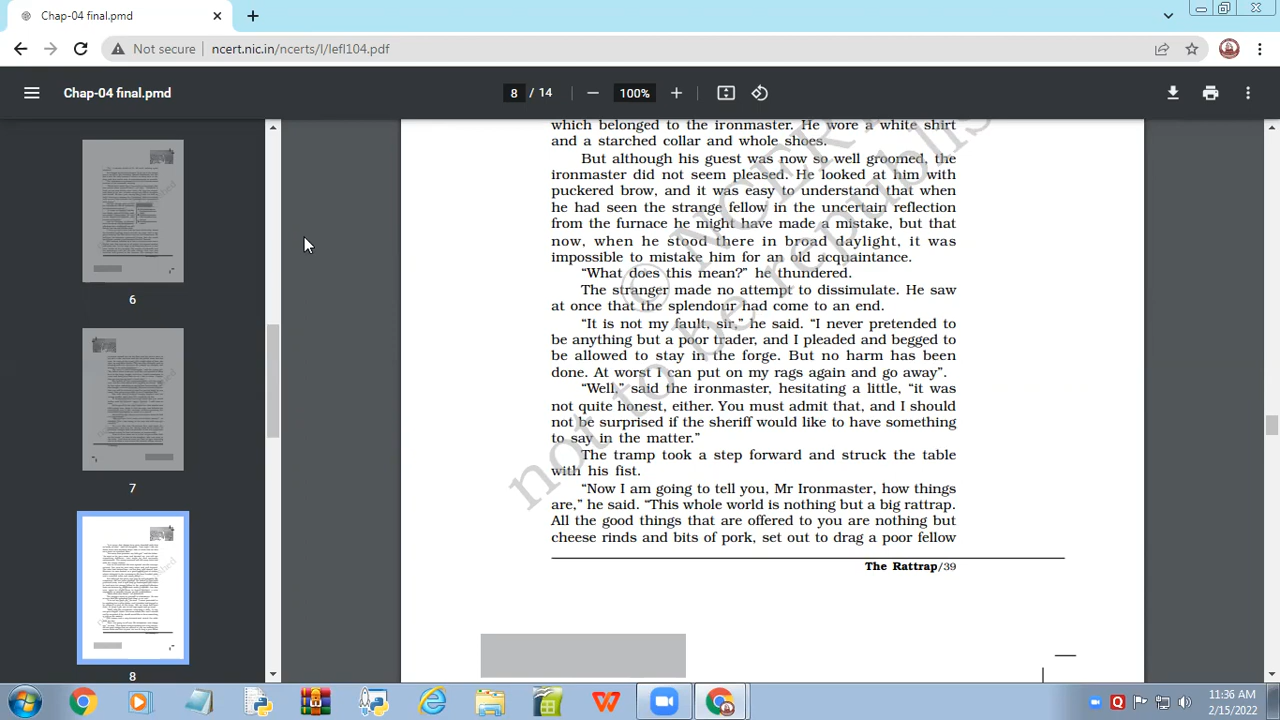 Chap-04 final.pmd
Not secure
ncert.nic.in/ncerts/l/lefl104.pdf
Chap-04 final.pmd
8 / 14
100%
6
7
8
which belonged to the ironmaster. He wore a white shirt
and a starched collar and whole shoes.
But although his guest was now so well groomed, the
ironmaster did not seem pleased. He looked at him with
puckered brow, and it was easy to understand that when
he had seen the strange fellow in the uncertain reflection
from the furnace he might have made a mistake, but that
now, when he stood there in broad daylight, it was
impossible to mistake him for an old acquaintance.
“What does this mean?” he thundered.
The stranger made no attempt to dissimulate. He saw
at once that the splendour had come to an end.
“It is not my fault, sir,” he said. “I never pretended to
be anything but a poor trader, and I pleaded and begged to
be allowed to stay in the forge. But no harm has been
done. At worst I can put on my rags again and go away”.
“Well,” said the ironmaster, hesitating a little, “it was
not quite honest, either. You must admit that, and I should
not be surprised if the sheriff would like to have something
to say in the matter.”
The tramp took a step forward and struck the table
with his fist.
“Now I am going to tell you, Mr Ironmaster, how things
are,” he said. “This whole world is nothing but a big rattrap.
All the good things that are offered to you are nothing but
cheese rinds and bits of pork, set out to drag a poor fellow
The Rattrap/39
© NCERT
not to be republis
11:36 AM
2/15/2022